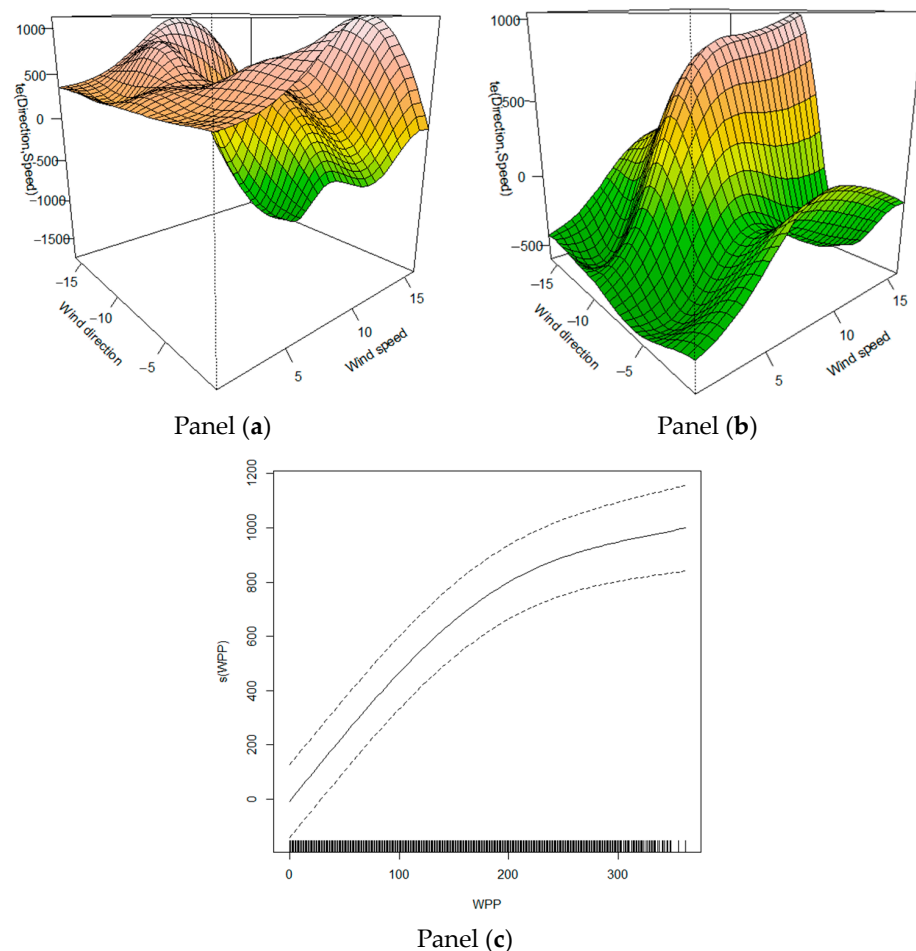 1000
500
0
−500
−1000
−1500
te(Direction,Speed)
−15
−10
−5
Wind direction
5
10
15
Wind speed
Panel (a)
1000
500
0
−500
te(Direction,Speed)
−15
−10
−5
Wind direction
5
10
15
Wind speed
Panel (b)
1200
1000
800
600
400
200
0
s(WPP)
0 100 200 300
WPP
Panel (c)